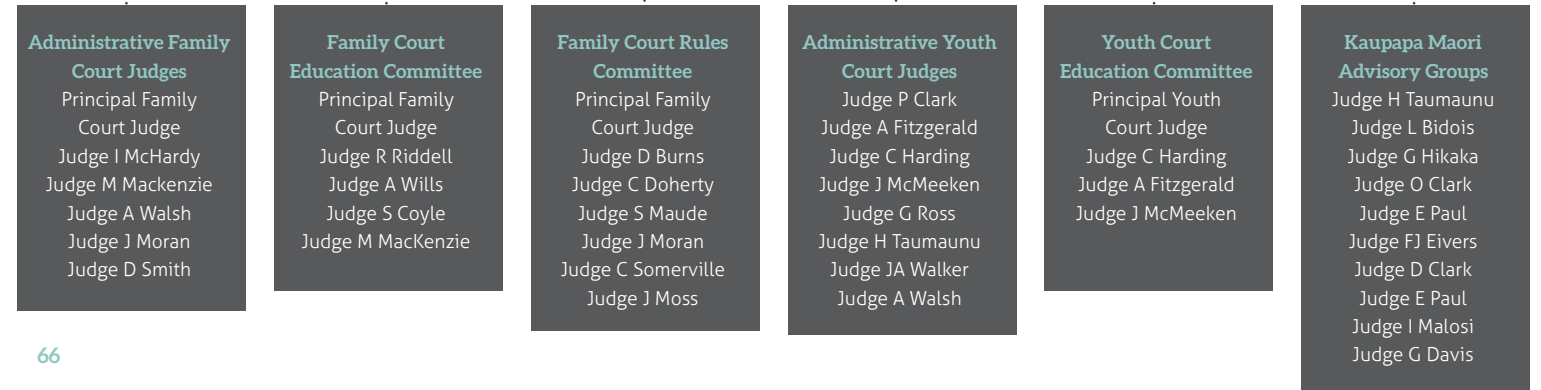 Administrative Family
Court Judges
Principal Family
Court Judge
Judge I McHardy
Judge M Mackenzie
Judge A Walsh
Judge J Moran
Judge D Smith
Family Court
Education Committee
Principal Family
Court Judge
Judge R Riddell
Judge A Wills
Judge S Coyle
Judge M MacKenzie
Family Court Rules
Committee
Principal Family
Court Judge
Judge D Burns
Judge C Doherty
Judge S Maude
Judge J Moran
Judge C Somerville
Judge J Moss
Administrative Youth
Court Judges
Judge P Clark
Judge A Fitzgerald
Judge C Harding
Judge J McMeeken
Judge G Ross
Judge H Taumaunu
Judge JA Walker
Judge A Walsh
Youth Court
Education Committee
Principal Youth
Court Judge
Judge C Harding
Judge A Fitzgerald
Judge J McMeeken
Kaupapa Maori
Advisory Groups
Judge H Taumaunu
Judge L Bidois
Judge G Hikaka
Judge O Clark
Judge E Paul
Judge FJ Eivers
Judge D Clark
Judge E Paul
Judge I Malosi
Judge G Davis
66